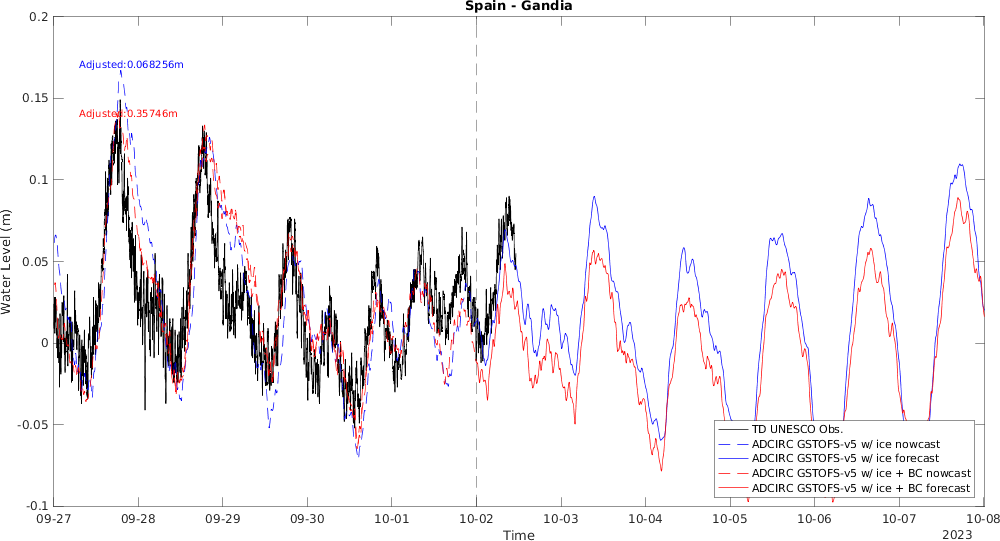 Spain - Gandia
0.2
0.15
0.1
0.05
0
-0.05
-0.1
Water Level (m)
Adjusted:0.068256m
Adjusted:0.35746m
TD UNESCO Obs.
ADCIRC GSTOFS-v5 w/ ice nowcast
ADCIRC GSTOFS-v5 w/ ice forecast
ADCIRC GSTOFS-v5 w/ ice + BC nowcast
ADCIRC GSTOFS-v5 w/ ice + BC forecast
09-27 09-28 09-29 09-30 10-01 10-02 10-03 10-04 10-05 10-06 10-07 10-08
Time
2023